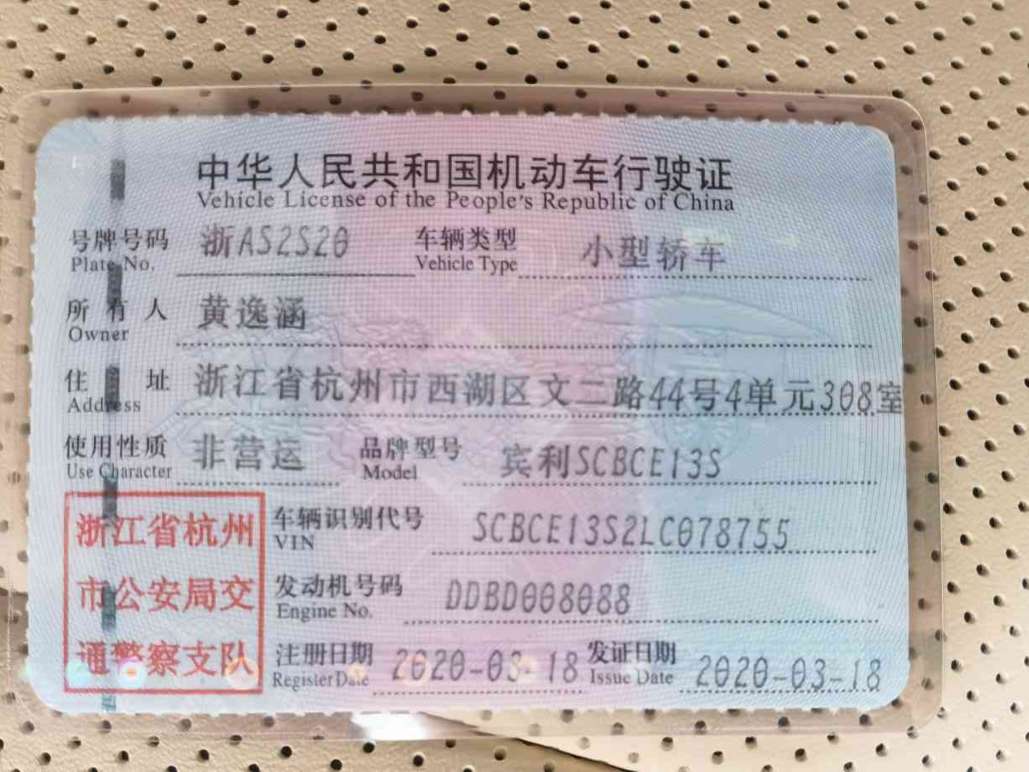 中华人民共和国机动车行驶证
Vehicle License of the People's Republic of China
号牌号码 浙AS2S20 车辆类型 小型轿车
Plate No. Vehicle Type
所有人 黄逸涵
Owner
住址 浙江省杭州市西湖区文二路44号4单元308室
Address
使用性质 非营运 品牌型号 宾利SCBCE13S
Use Character Model
浙江省杭州 车辆识别代号 SCBCE13S2LC078755
VIN
市公安局交 发动机号码 DDBD008088
Engine No.
通警察支队 注册日期 2020-03-18 发证日期 2020-03-18
Register Date Issue Date